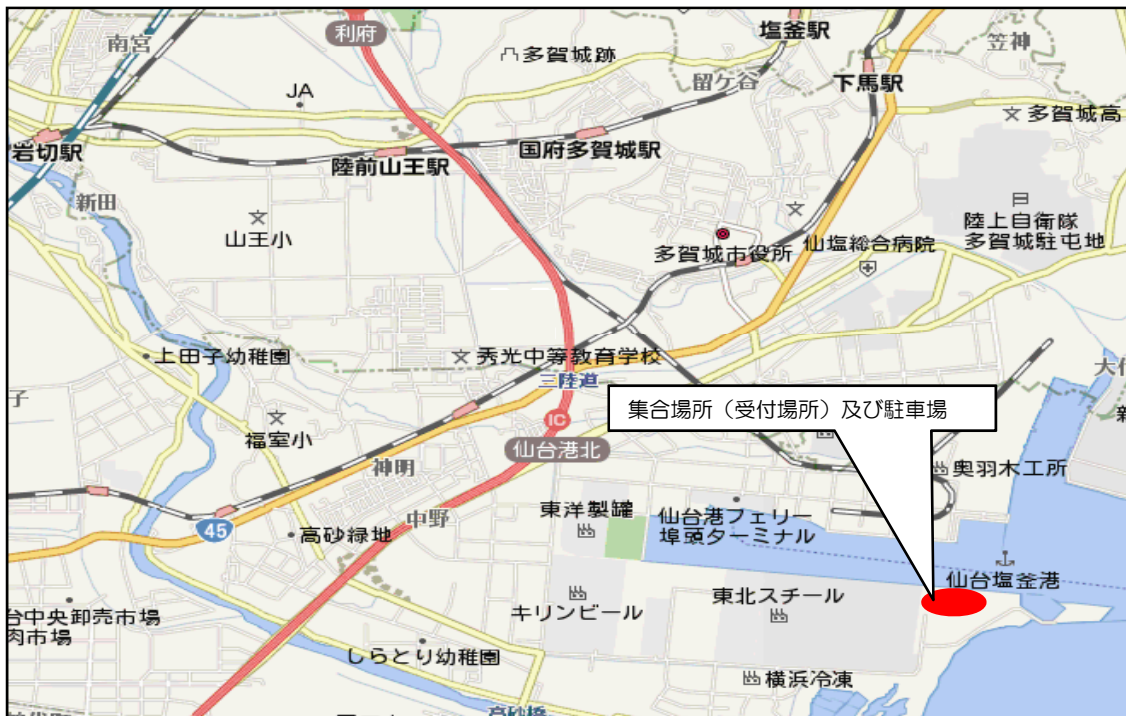 利府
塩釜駅
笠神
南宮
多賀城跡
留ケ谷
下馬駅
JA
多賀城高
岩切駅
陸前山王駅
国府多賀城駅
新田
山王小
陸上自衛隊
多賀城駐屯地
多賀城市役所
仙塩総合病院
上田子幼稚園
秀光中等教育学校
三陸道
大代
子
集合場所（受付場所）及び駐車場
新
IC
福室小
仙台港北
神明
奥羽木工所
45
高砂緑地
中野
東洋製罐
仙台港フェリー
埠頭ターミナル
仙台塩釜港
台中央卸売市場
肉市場
キリンビール
東北スチール
しらとり幼稚園
横浜冷凍
高砂橋